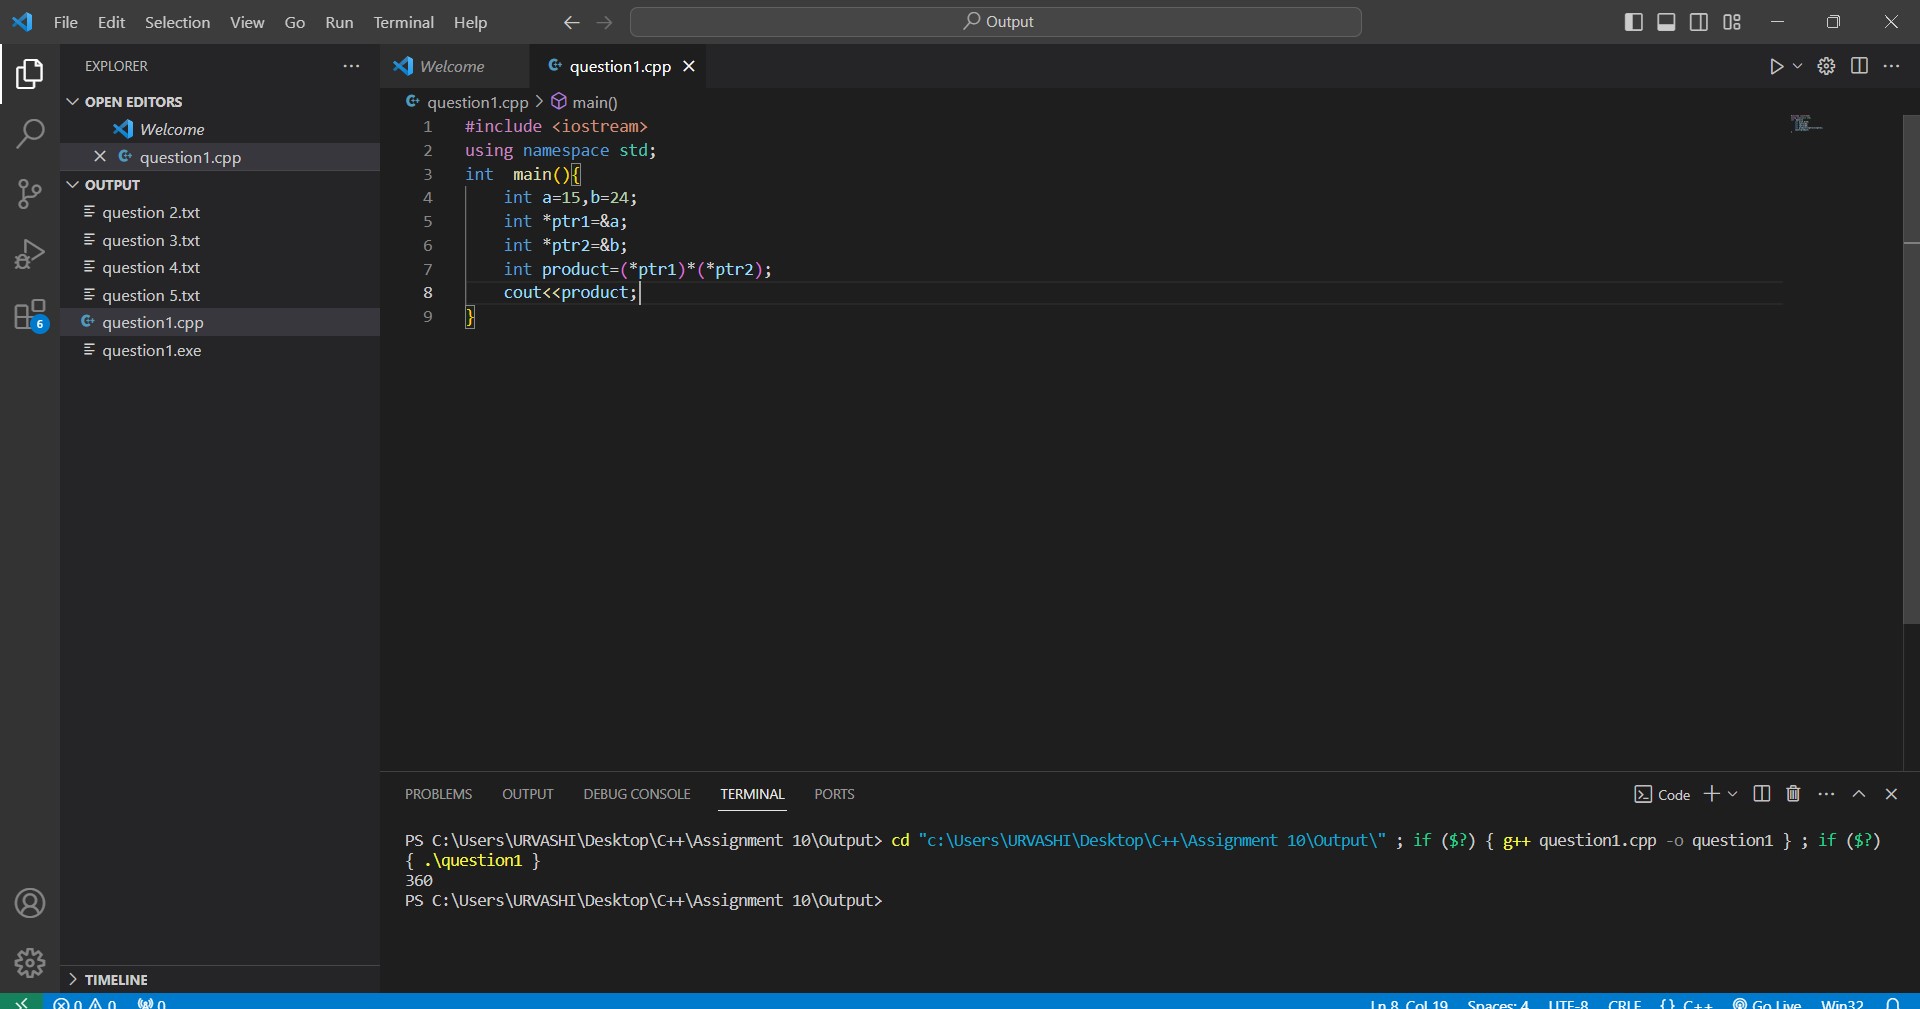 File Edit Selection View Go Run Terminal Help Output
EXPLORER
OPEN EDITORS
Welcome
question1.cpp
OUTPUT
question 2.txt
question 3.txt
question 4.txt
question 5.txt
question1.cpp
question1.exe
TIMELINE
6
Welcome question1.cpp
question1.cpp > main()
1 #include <iostream>
2 using namespace std;
3 int  main(){
4     int a=15,b=24;
5     int *ptr1=&a;
6     int *ptr2=&b;
7     int product=(*ptr1)*(*ptr2);
8     cout<<product;
9 }
PROBLEMS OUTPUT DEBUG CONSOLE TERMINAL PORTS Code
PS C:\Users\URVASHI\Desktop\C++\Assignment 10\Output> cd "c:\Users\URVASHI\Desktop\C++\Assignment 10\Output\" ; if ($?) { g++ question1.cpp -o question1 } ; if ($?)
{ .\question1 }
360
PS C:\Users\URVASHI\Desktop\C++\Assignment 10\Output>
0 0 0 Ln 8, Col 19 Spaces: 4 UTF-8 CRLF {} C++ Go Live Win32